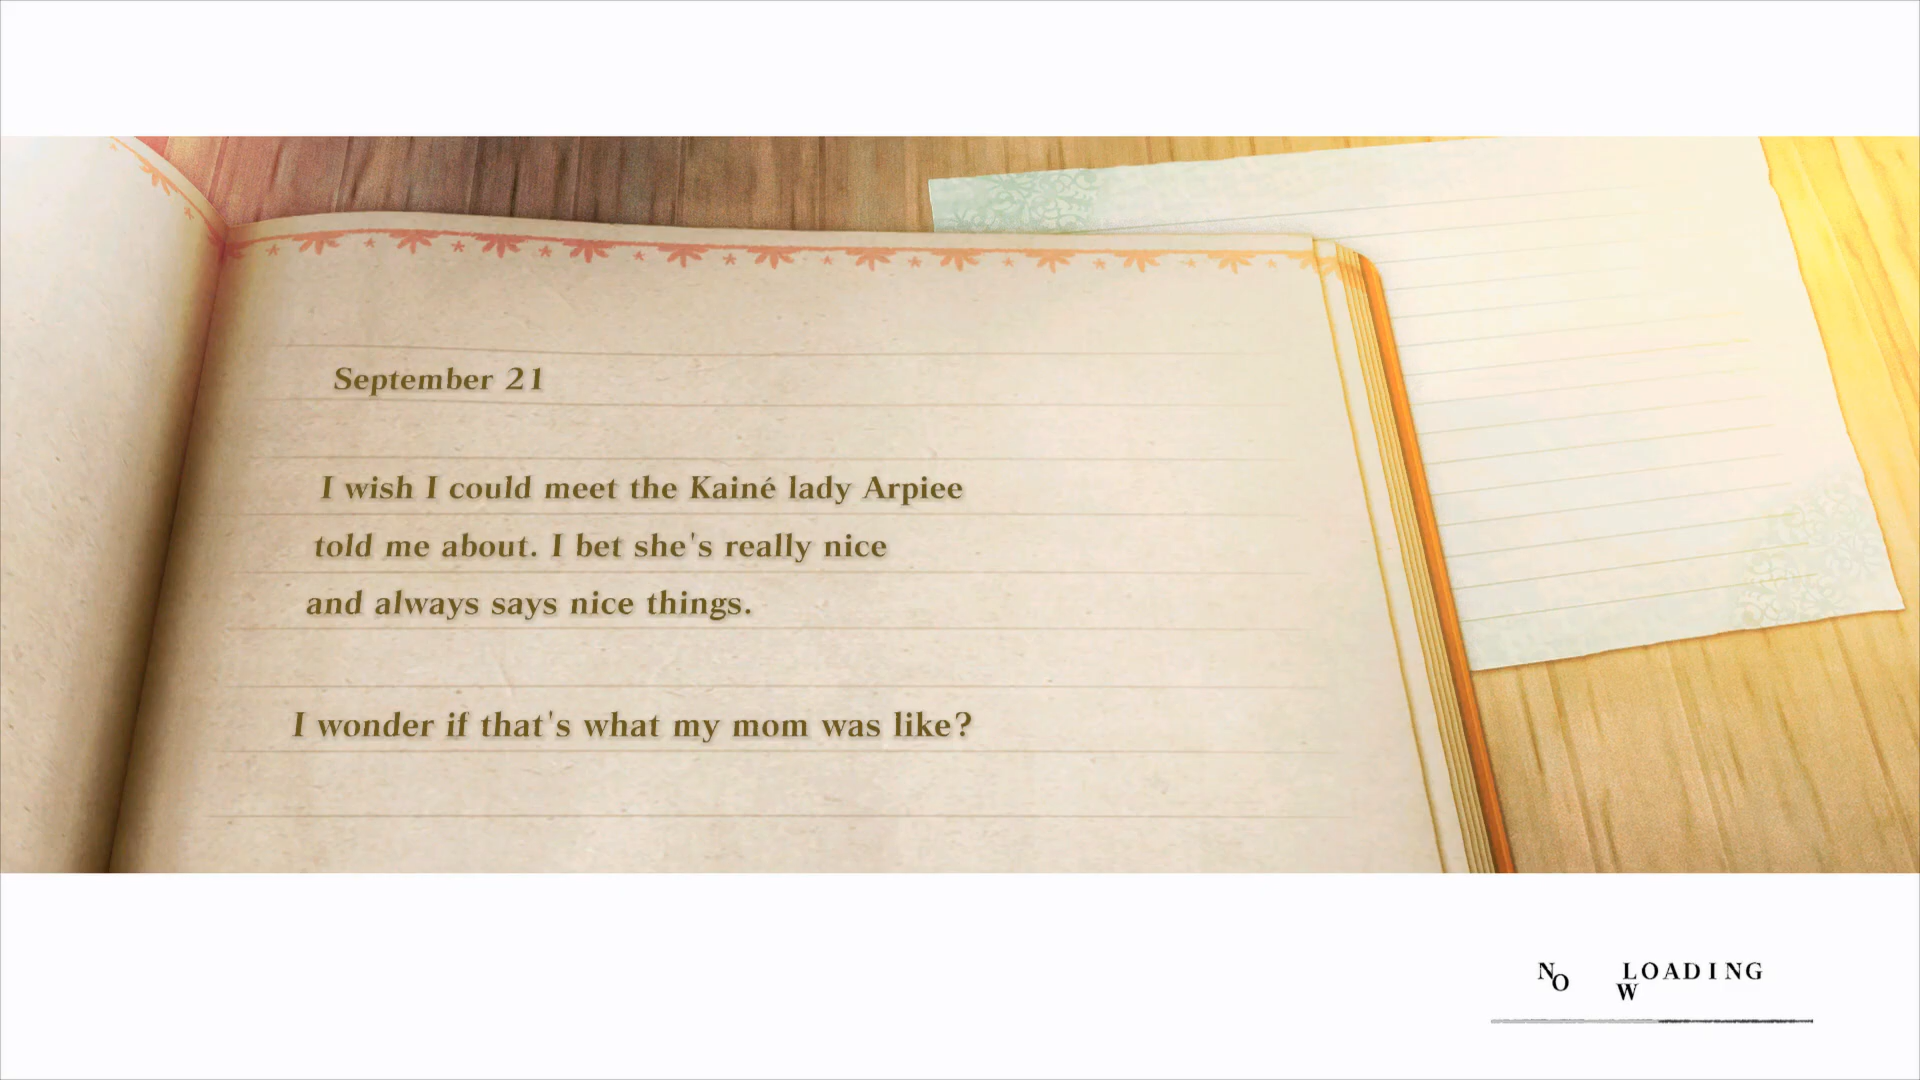 September 21
I wish I could meet the Kainé lady Arpiee
told me about. I bet she's really nice
and always says nice things.
I wonder if that's what my mom was like?
NOW LOADING